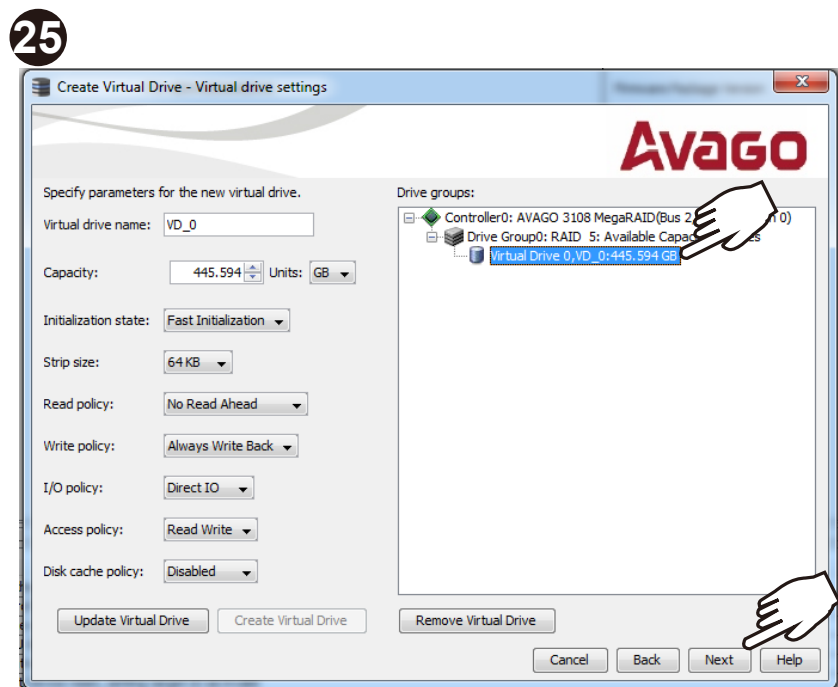 25
Create Virtual Drive - Virtual drive settings
Avago
Specify parameters for the new virtual drive.
Virtual drive name: VD_0
Capacity: 445.594 Units: GB
Initialization state: Fast Initialization
Strip size: 64 KB
Read policy: No Read Ahead
Write policy: Always Write Back
I/O policy: Direct IO
Access policy: Read Write
Disk cache policy: Disabled
Update Virtual Drive Create Virtual Drive
Drive groups:
Controller0: AVAGO 3108 MegaRAID(Bus 2 0)
Drive Group0: RAID 5: Available
Virtual Drive 0,VD_0:445.594 GB
Remove Virtual Drive
Cancel Back Next Help